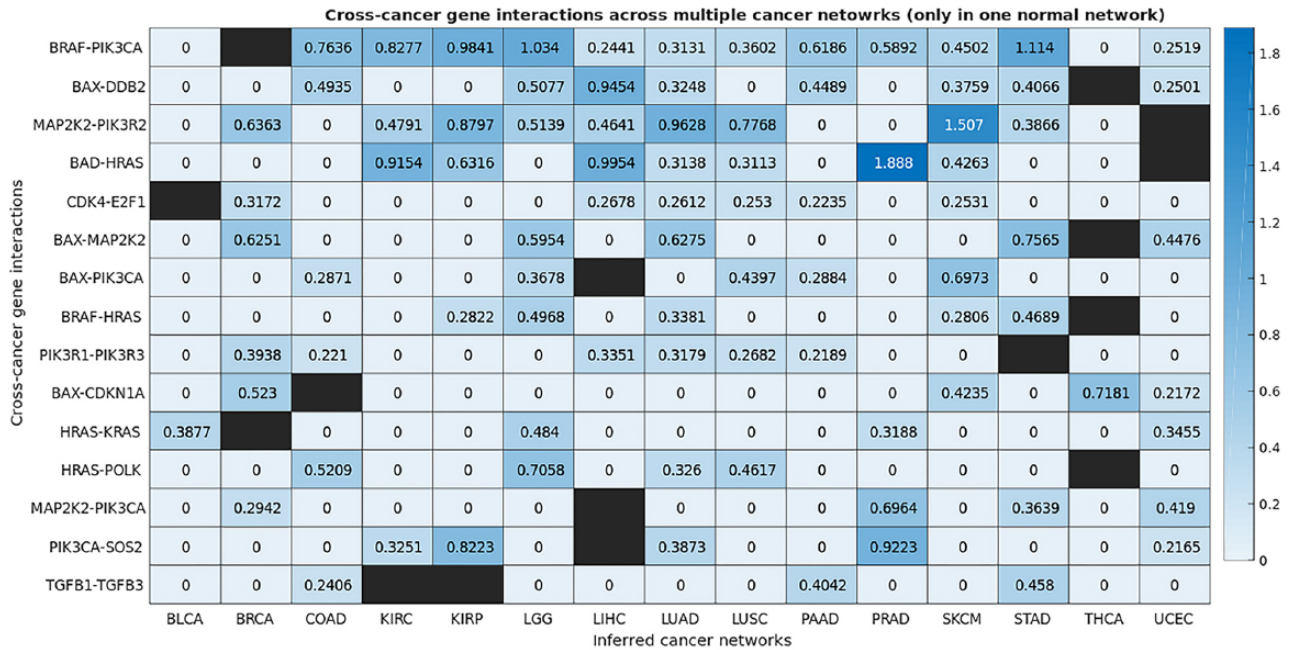 Cross-cancer gene interactions across multiple cancer netowrks (only in one normal network)
BRAF-PIK3CA 0 0.7636 0.8277 0.9841 1.034 0.2441 0.3131 0.3602 0.6186 0.5892 0.4502 1.114 0 0.2519
BAX-DDB2 0 0 0.4935 0 0 0.5077 0.9454 0.3248 0 0.4489 0 0.3759 0.4066 0.2501
MAP2K2-PIK3R2 0 0.6363 0 0.4791 0.8797 0.5139 0.4641 0.9628 0.7768 0 0 1.507 0.3866 0
BAD-HRAS 0 0 0 0.9154 0.6316 0 0.9954 0.3138 0.3113 0 1.888 0.4263 0 0
CDK4-E2F1 0.3172 0 0 0 0 0.2678 0.2612 0.253 0.2235 0 0.2531 0 0 0
BAX-MAP2K2 0 0.6251 0 0 0 0.5954 0 0.6275 0 0 0 0 0.7565 0.4476
BAX-PIK3CA 0 0 0.2871 0 0 0.3678 0 0.4397 0.2884 0 0.6973 0 0 0
BRAF-HRAS 0 0 0 0 0.2822 0.4968 0 0.3381 0 0 0 0.2806 0.4689 0
PIK3R1-PIK3R3 0 0.3938 0.221 0 0 0 0.3351 0.3179 0.2682 0.2189 0 0 0 0
BAX-CDKN1A 0 0.523 0 0 0 0 0 0 0 0 0.4235 0 0.7181 0.2172
HRAS-KRAS 0.3877 0 0 0 0.484 0 0 0 0 0.3188 0 0 0 0.3455
HRAS-POLK 0 0 0.5209 0 0 0.7058 0 0.326 0.4617 0 0 0 0 0
MAP2K2-PIK3CA 0 0.2942 0 0 0 0 0 0 0 0.6964 0 0.3639 0 0.419
PIK3CA-SOS2 0 0 0 0.3251 0.8223 0 0.3873 0 0 0.9223 0 0 0 0.2165
TGFB1-TGFB3 0 0 0.2406 0 0 0 0 0.4042 0 0 0.458 0 0
BLCA BRCA COAD KIRC KIRP LGG LIHC LUAD LUSC PAAD PRAD SKCM STAD THCA UCEC
Inferred cancer networks
Cross-cancer gene interactions
1.8
1.6
1.4
1.2
1
0.8
0.6
0.4
0.2
0